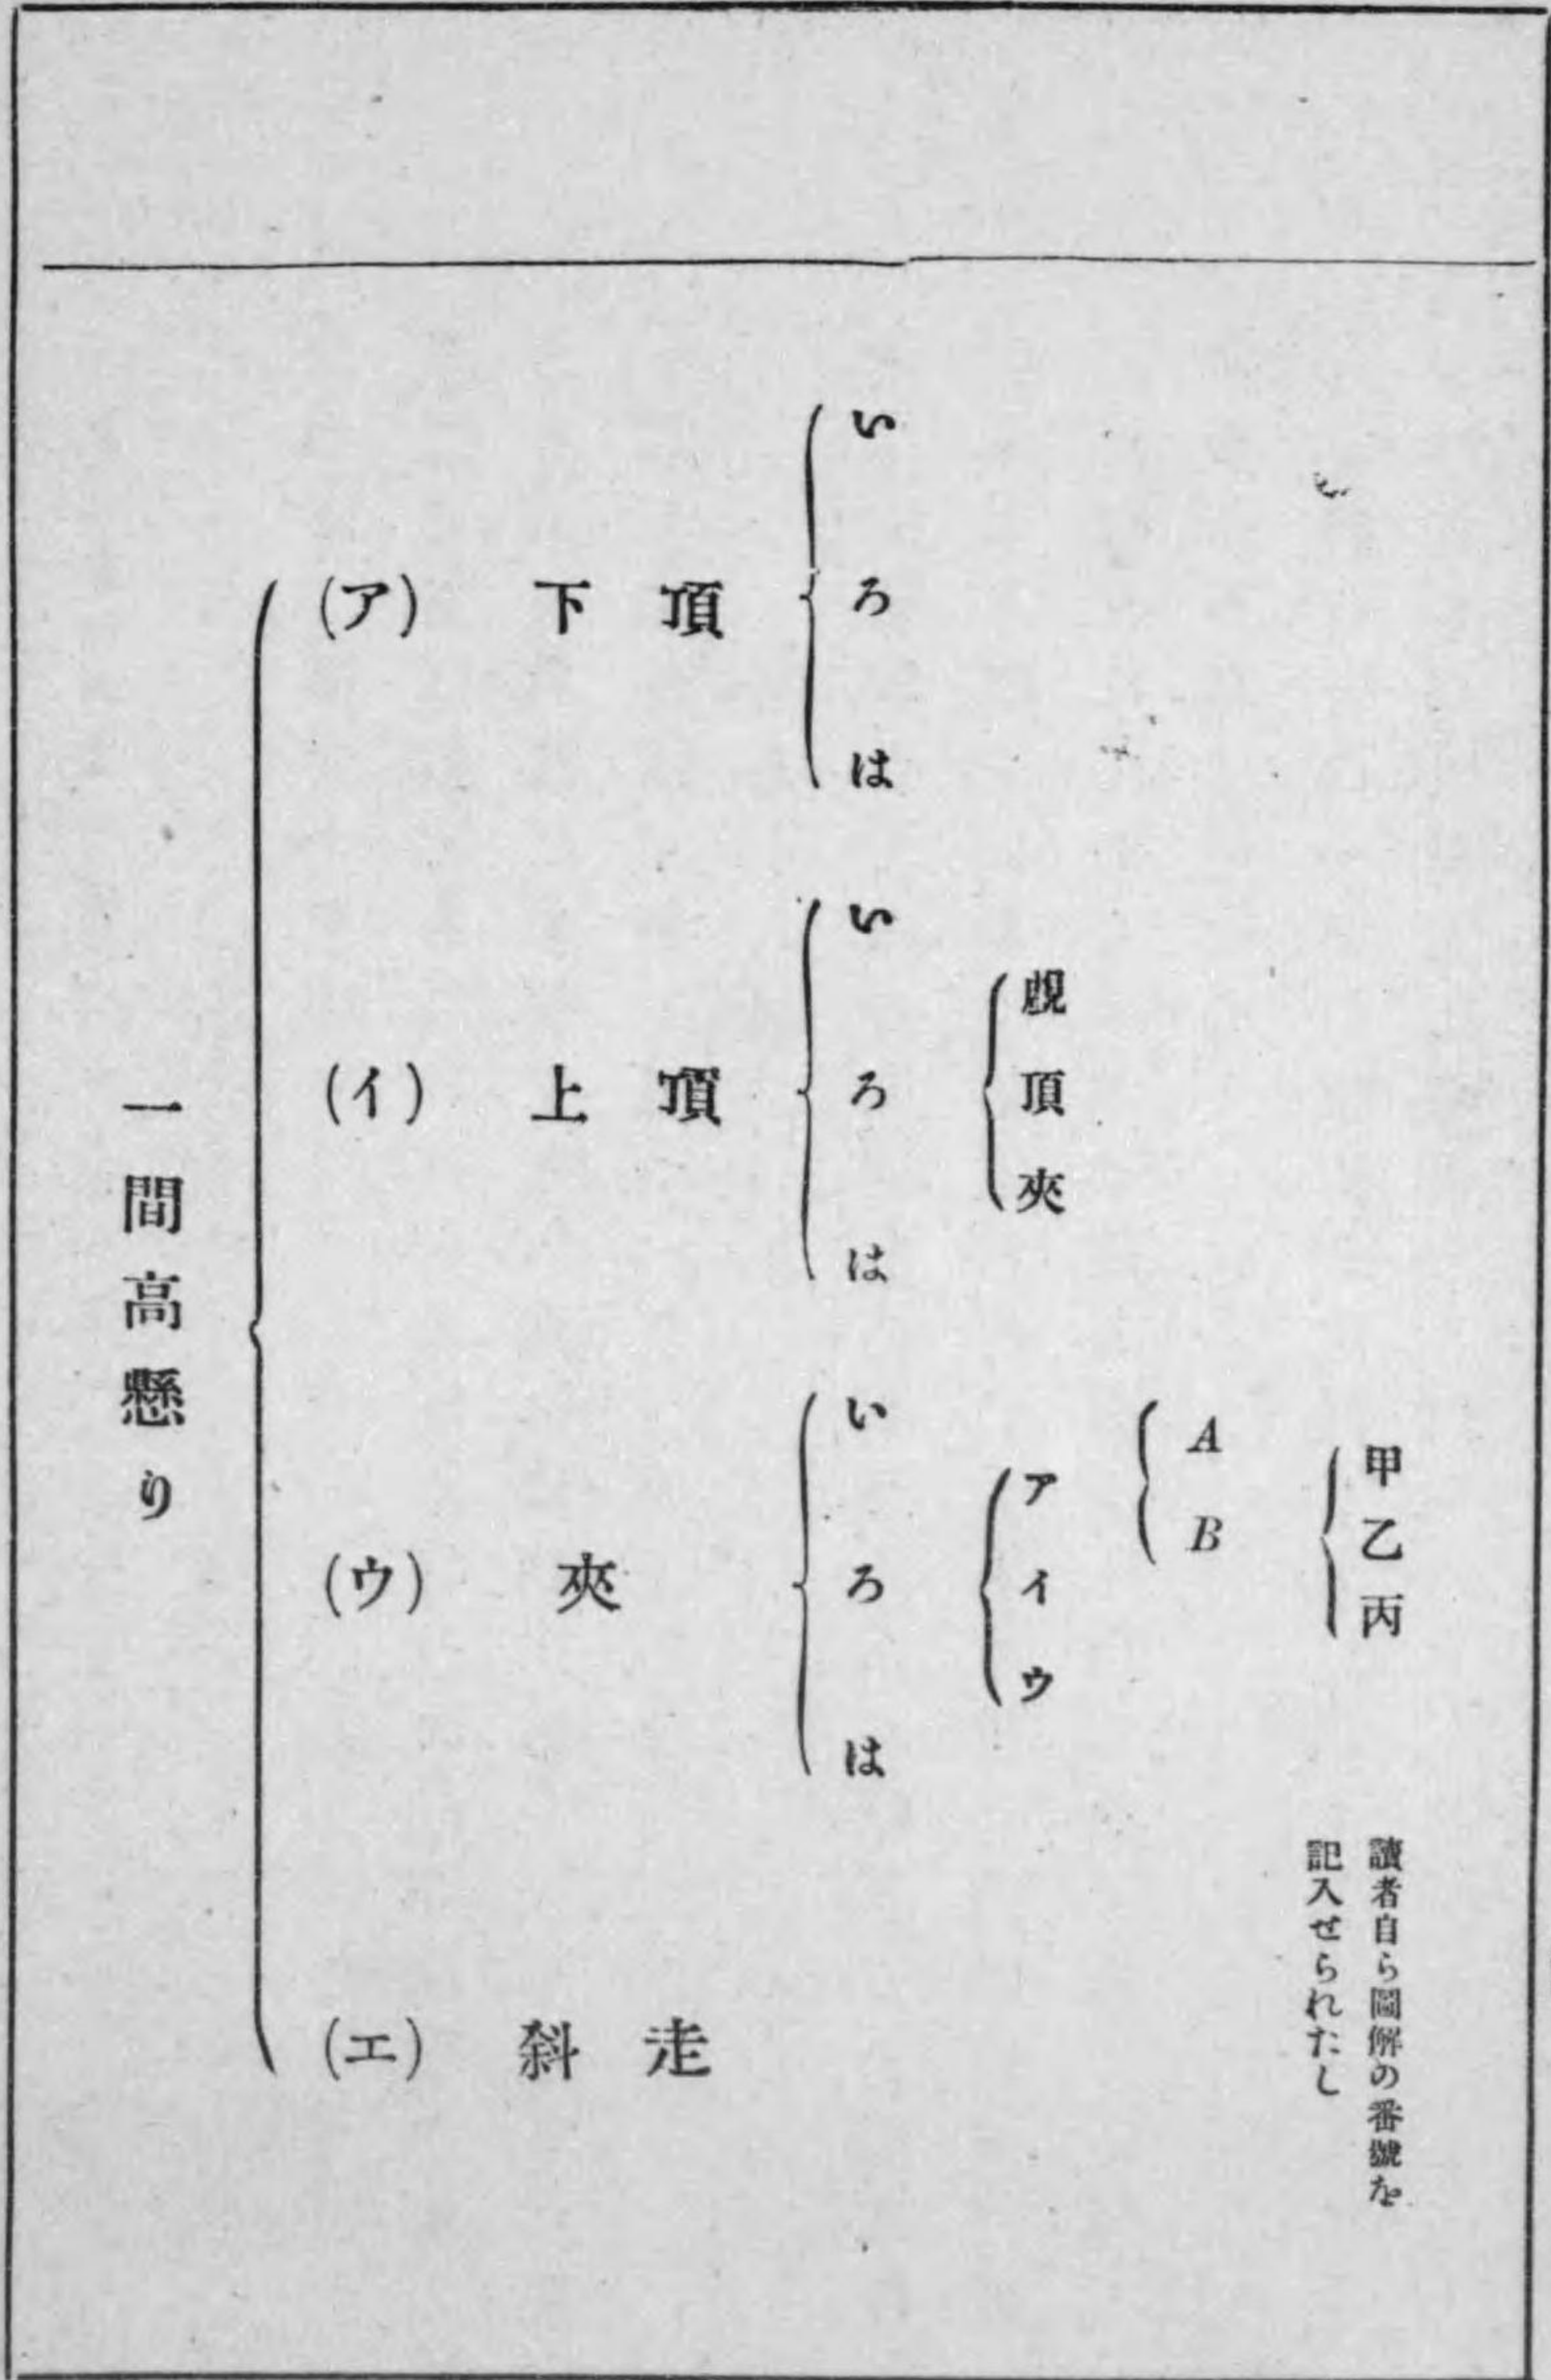 一間高懸り
(ア) 下頂
い
ろ
は
(イ) 上頂
い
ろ
は
覗
頂
夾
(ウ) 夾
い
ろ
は
ア
イ
ウ
A
B
甲
乙
丙
(エ) 斜走
讀者自ら圖解の番號を
記入せられたし